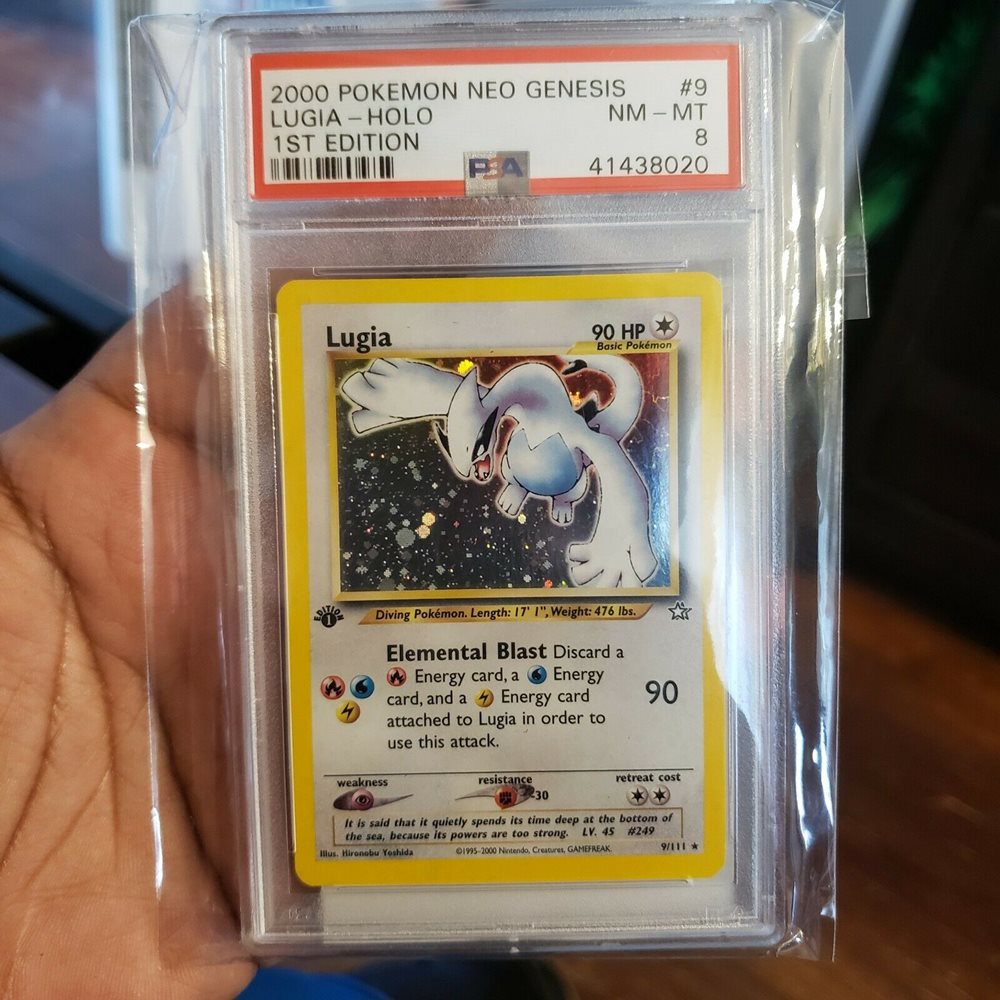 2000 POKEMON NEO GENESIS #9
LUGIA - HOLO NM - MT
1ST EDITION 8
PSA 41438020
Lugia 90 HP
Basic Pokémon
EDITION
1
Diving Pokémon. Length: 17' 1", Weight: 476 lbs.
Elemental Blast Discard a
Energy card, a Energy
card, and a Energy card
attached to Lugia in order to
use this attack.
90
weakness resistance retreat cost
-30
It is said that it quietly spends its time deep at the bottom of
the sea, because its powers are too strong. LV. 45 #249
Illus. Hironobu Yoshida ©1995-2000 Nintendo, Creatures, GAMEFREAK. 9/111 ★